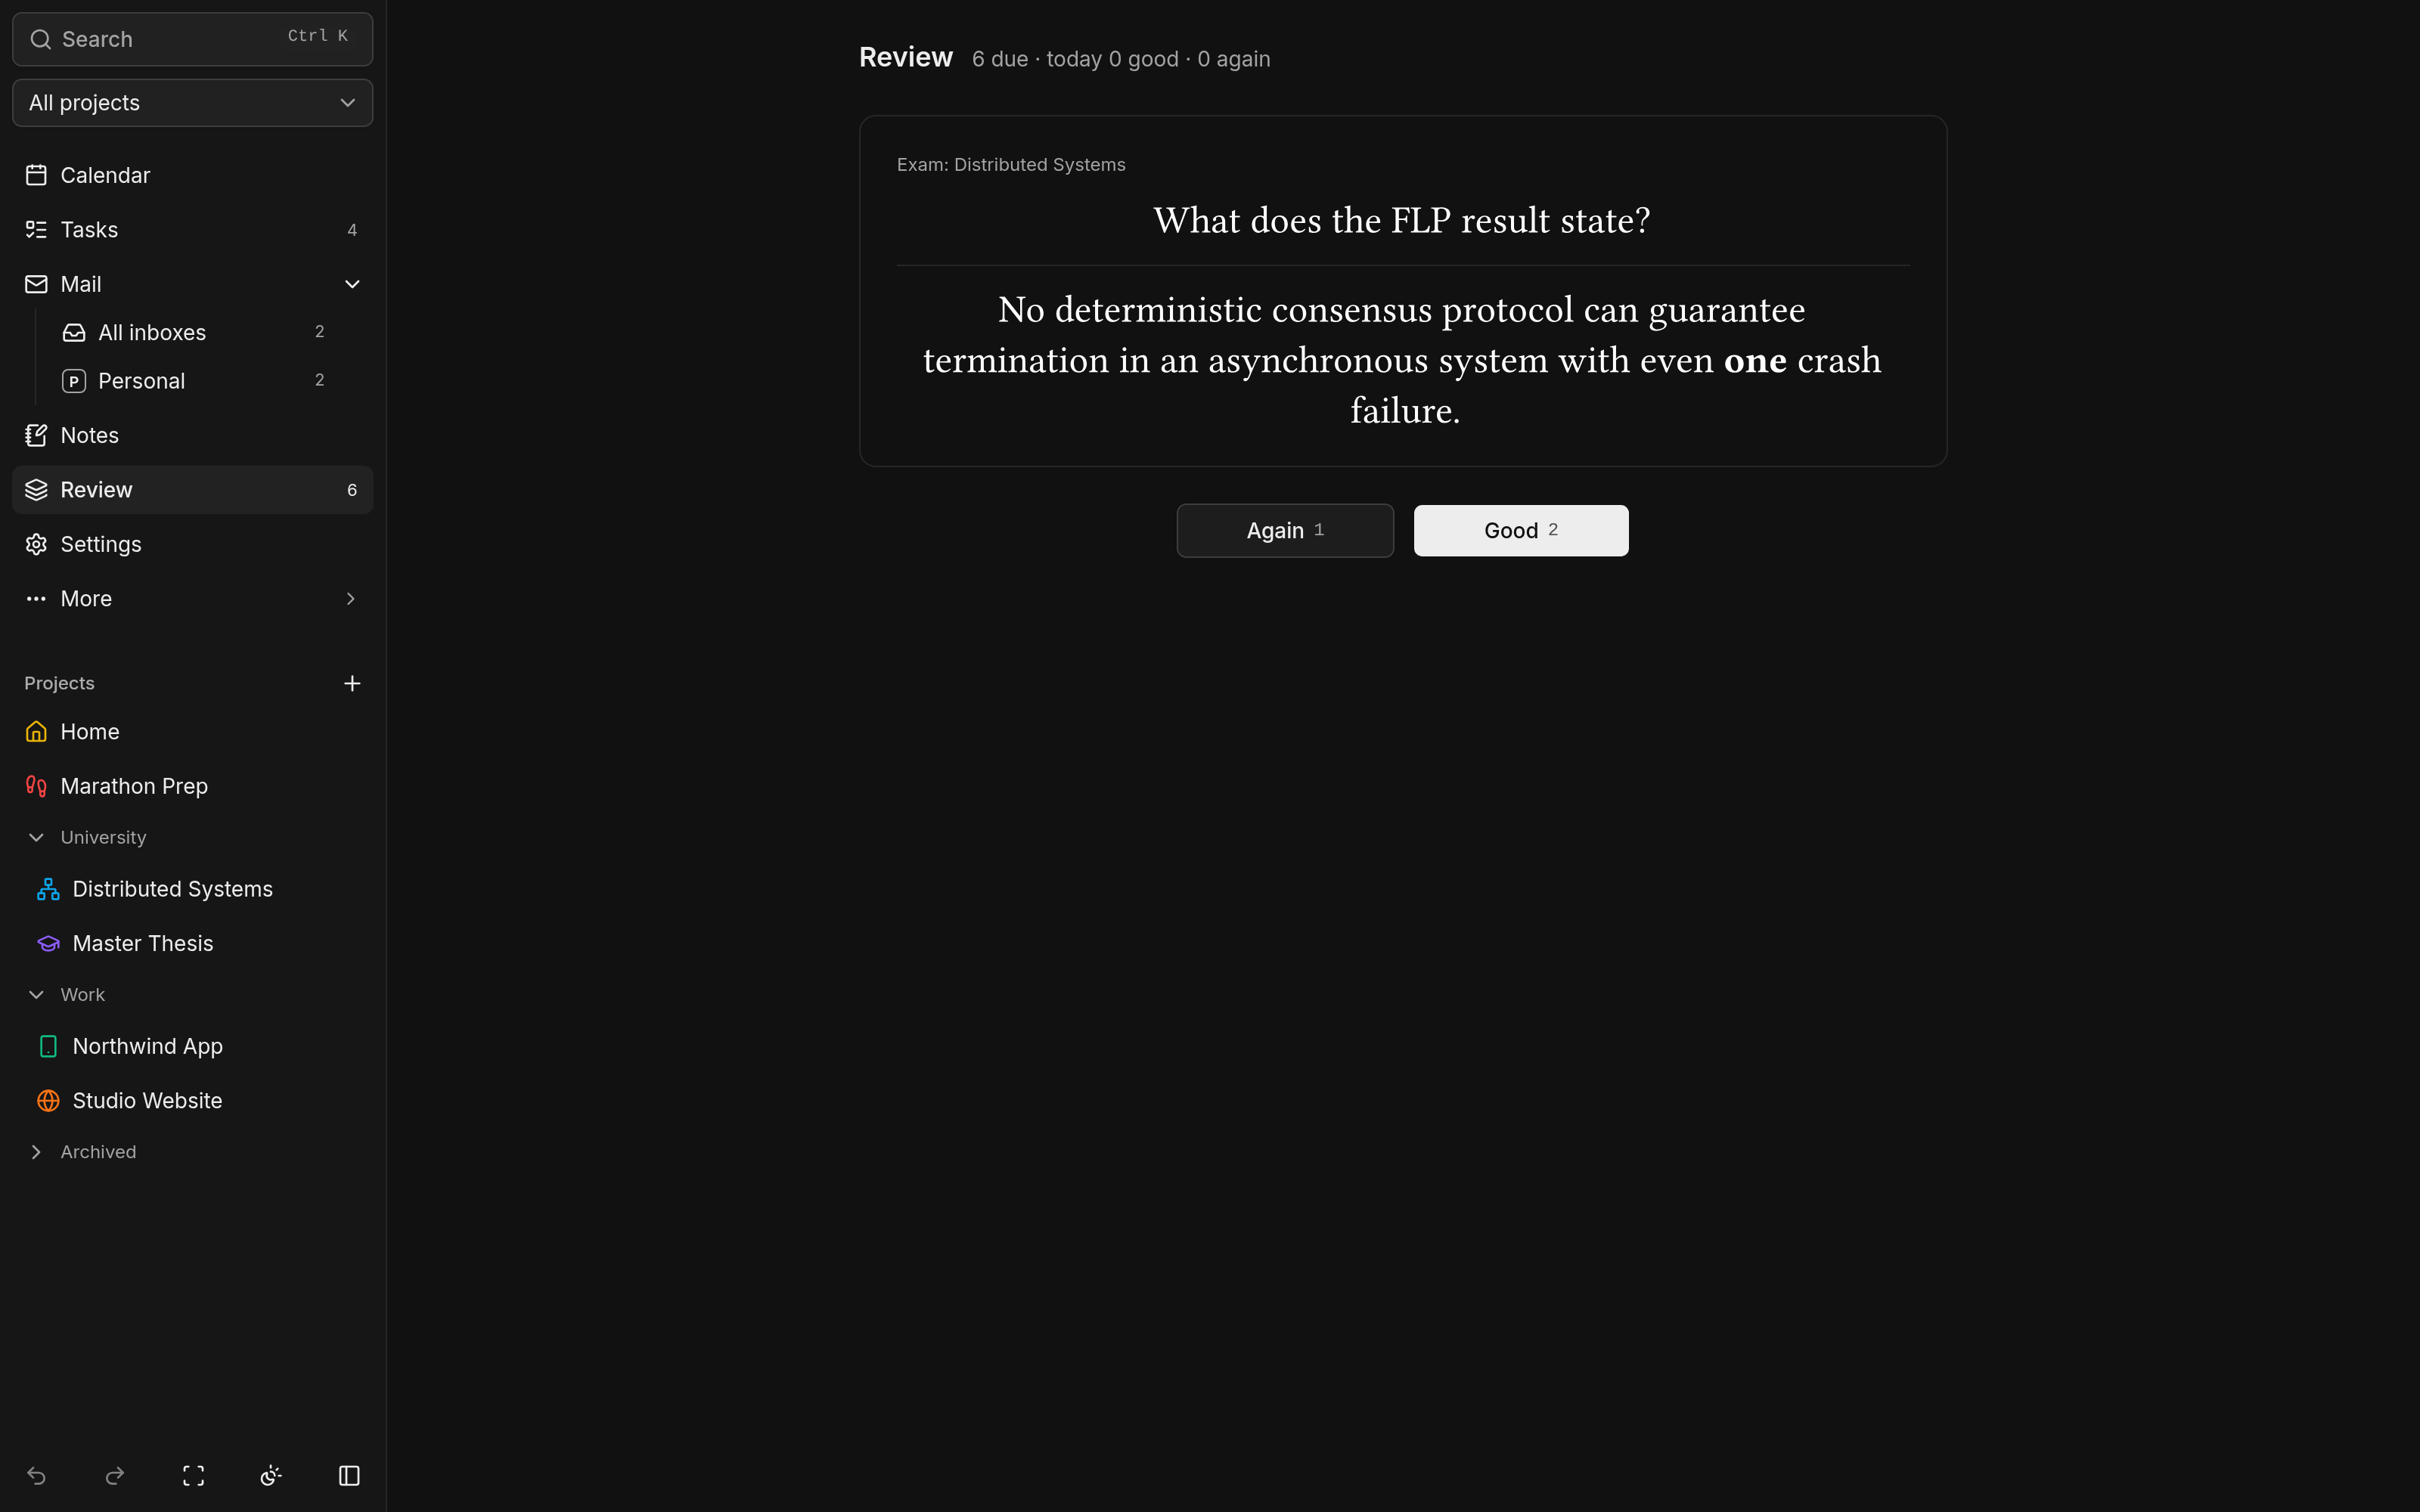 Search Ctrl K
All projects
Calendar
Tasks 4
Mail
All inboxes 2
P Personal 2
Notes
Review 6
Settings
More
Projects
Home
Marathon Prep
University
Distributed Systems
Master Thesis
Work
Northwind App
Studio Website
Archived
Review 6 due · today 0 good · 0 again
Exam: Distributed Systems
What does the FLP result state?
No deterministic consensus protocol can guarantee
termination in an asynchronous system with even one crash
failure.
Again 1
Good 2